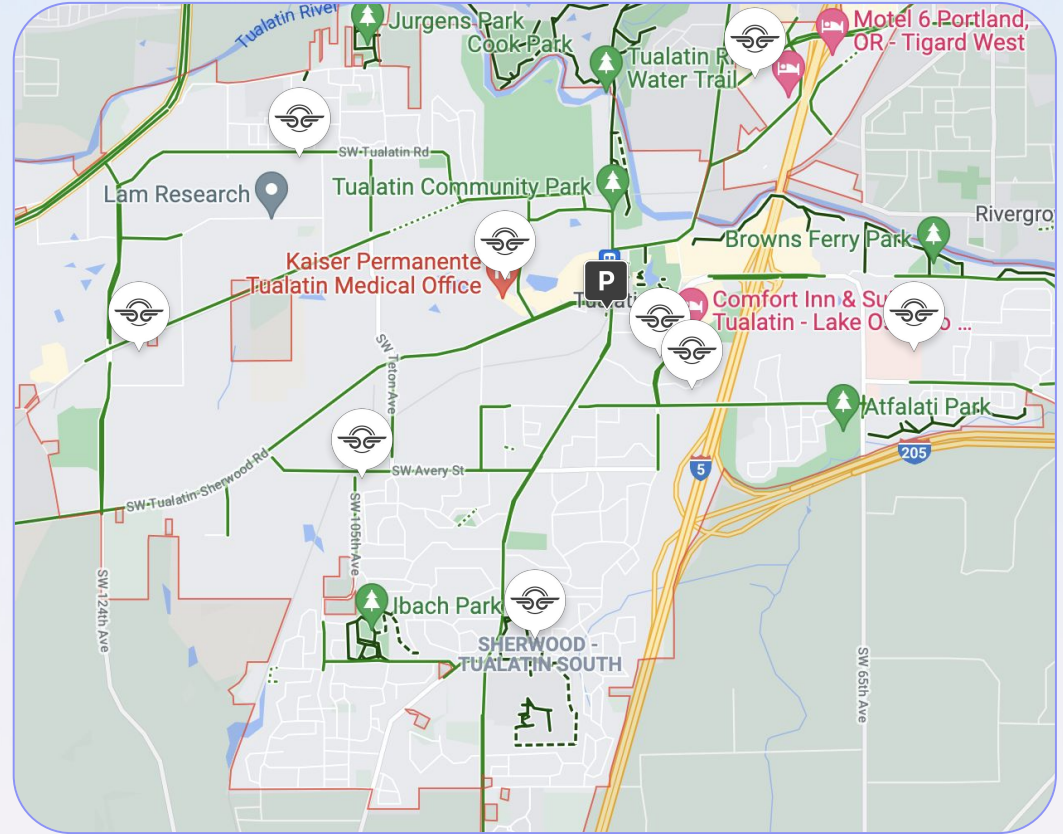 Tualatin River
Jurgens Park
Cook Park
Motel 6 Portland,
OR - Tigard West
Tualatin R
Water Trail
SW Tualatin Rd
Lam Research
Tualatin Community Park
Rivergro
Browns Ferry Park
Kaiser Permanente
Tualatin Medical Office
P
Comfort Inn & Su
Tualatin - Lake
SW Teton Ave
Atfalati Park
205
5
SW Avery St
SW-Tualatin-Sherwood Rd
SW 105th Ave
SW 124th Ave
Ibach Park
SHERWOOD -
TUALATIN SOUTH
SW 65th Ave